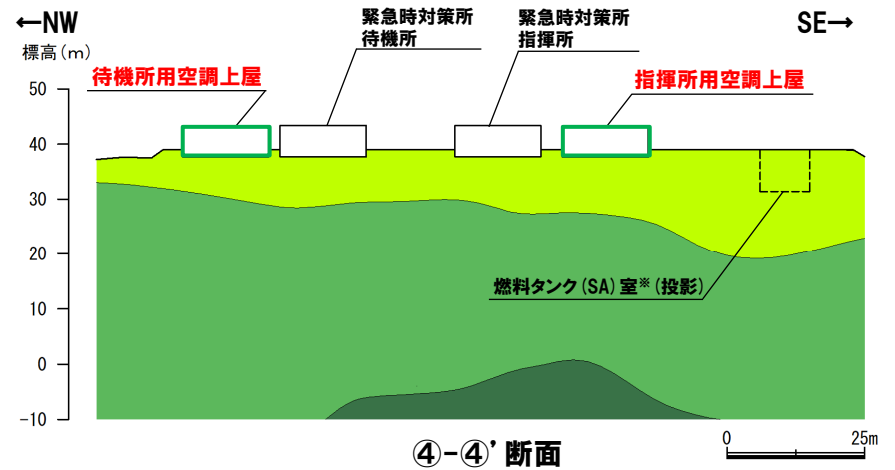 ←NW
SE→
標高(m)
緊急時対策所
待機所
緊急時対策所
指揮所
待機所用空調上屋
指揮所用空調上屋
50
40
30
20
10
0
-10
燃料タンク(SA)室※(投影)
④-④'断面
0
25m